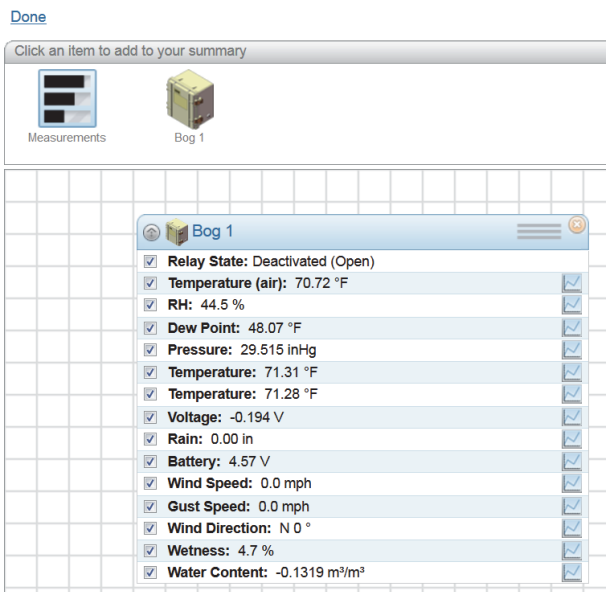 Done
Click an item to add to your summary
Measurements Bog 1
Bog 1
Relay State: Deactivated (Open)
Temperature (air): 70.72 °F
RH: 44.5 %
Dew Point: 48.07 °F
Pressure: 29.515 inHg
Temperature: 71.31 °F
Temperature: 71.28 °F
Voltage: -0.194 V
Rain: 0.00 in
Battery: 4.57 V
Wind Speed: 0.0 mph
Gust Speed: 0.0 mph
Wind Direction: N 0 °
Wetness: 4.7 %
Water Content: -0.1319 m³/m³